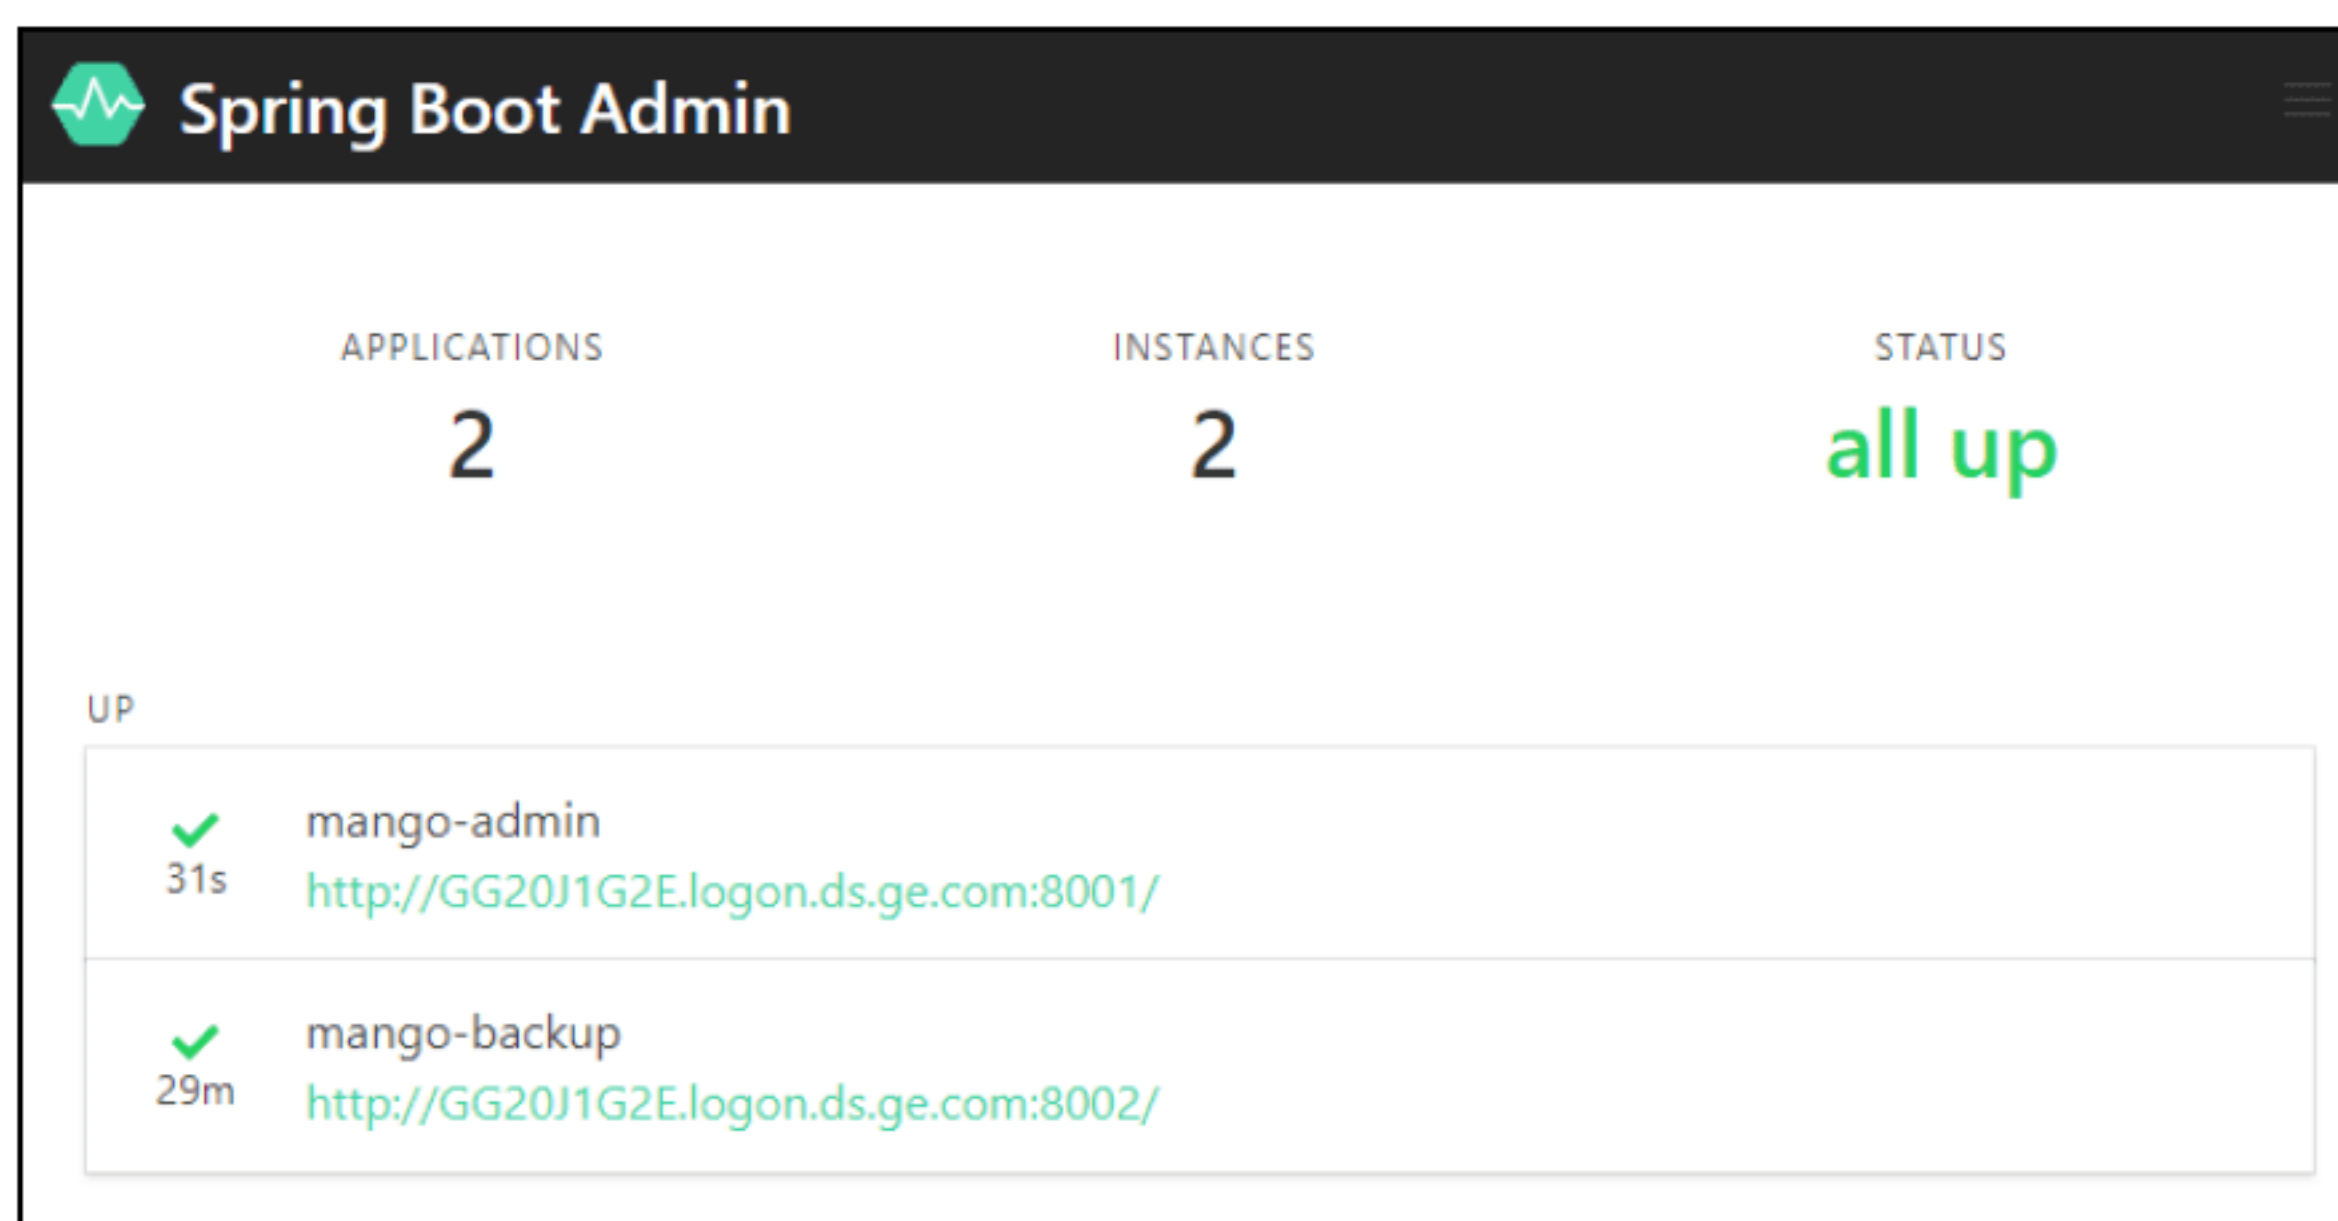 Spring Boot Admin
APPLICATIONS
2
INSTANCES
2
STATUS
all up
UP
mango-admin
31s
http://GG20J1G2E.logon.ds.ge.com:8001/
mango-backup
29m
http://GG20J1G2E.logon.ds.ge.com:8002/